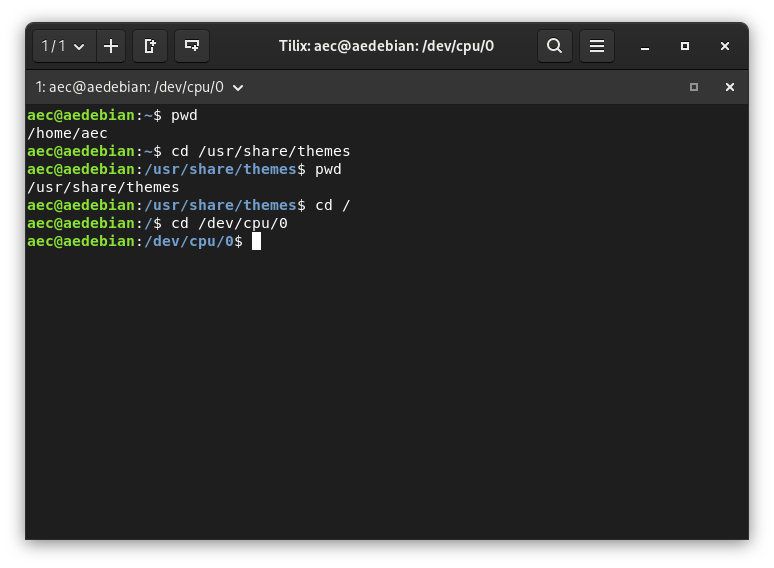 1 / 1
Tilix: aec@aedebian: /dev/cpu/0
1: aec@aedebian: /dev/cpu/0
aec@aedebian:~$ pwd
/home/aec
aec@aedebian:~$ cd /usr/share/themes
aec@aedebian:/usr/share/themes$ pwd
/usr/share/themes
aec@aedebian:/usr/share/themes$ cd /
aec@aedebian:/$ cd /dev/cpu/0
aec@aedebian:/dev/cpu/0$